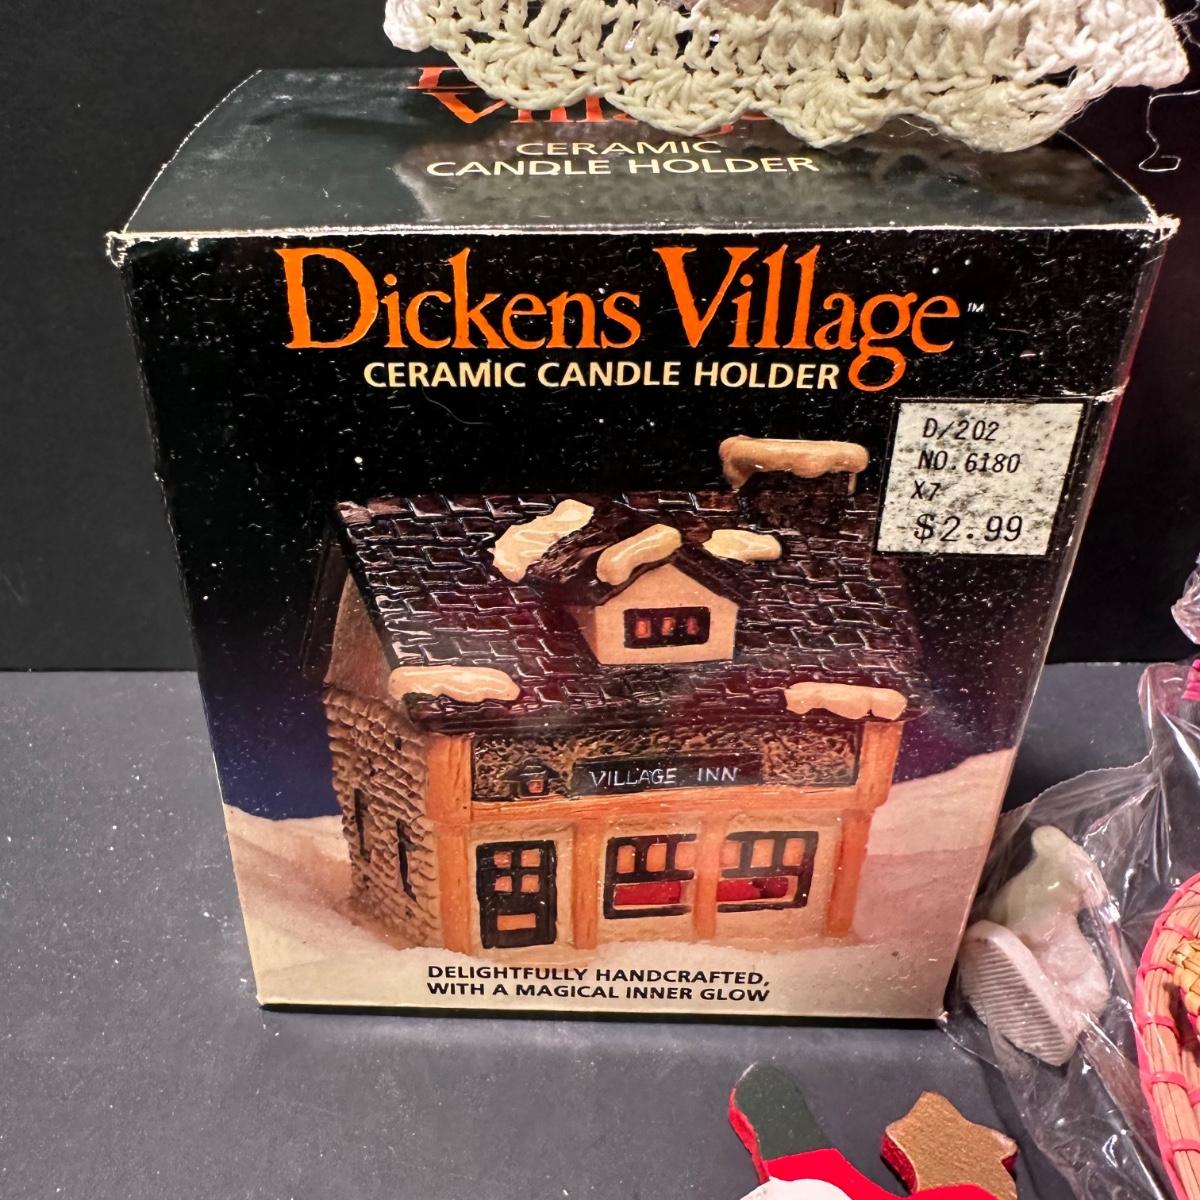 Village
CERAMIC
CANDLE HOLDER
Dickens Village™
CERAMIC CANDLE HOLDER
D/202
NO.6180
X7
$2.99
VILLAGE INN
DELIGHTFULLY HANDCRAFTED,
WITH A MAGICAL INNER GLOW